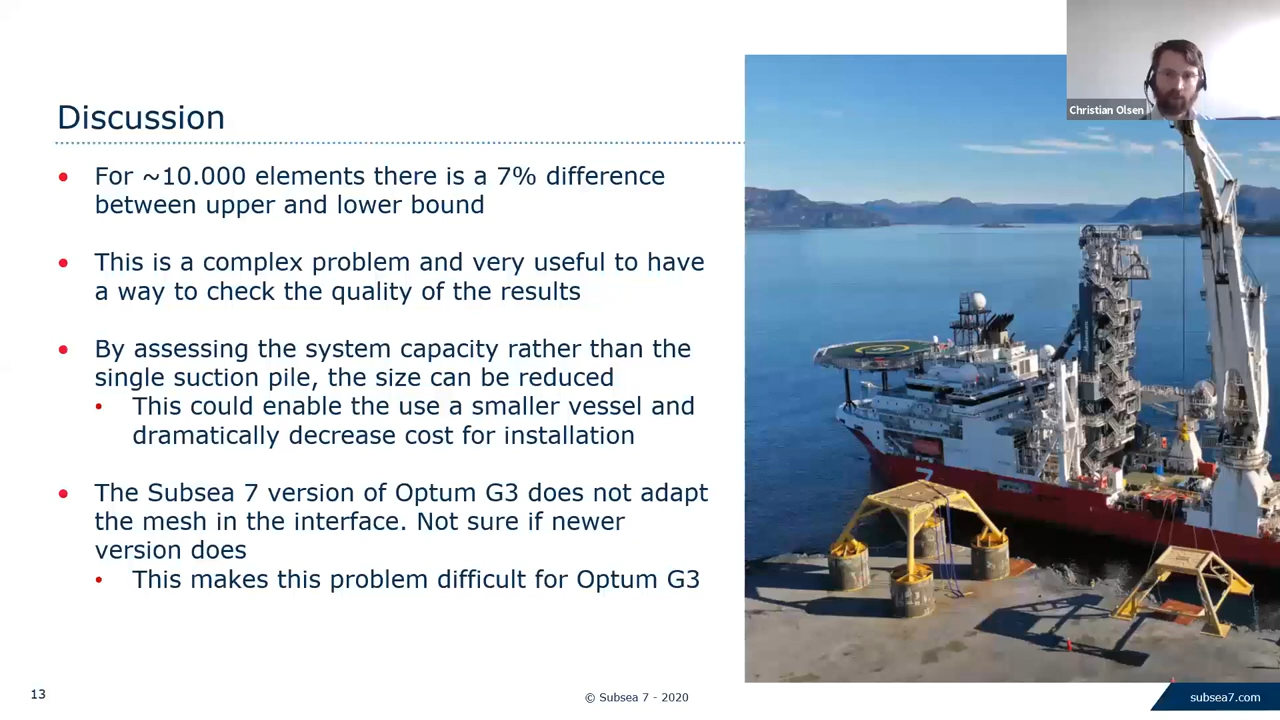 Christian Olsen
Discussion
• For ~10.000 elements there is a 7% difference
between upper and lower bound
• This is a complex problem and very useful to have
a way to check the quality of the results
• By assessing the system capacity rather than the
single suction pile, the size can be reduced
• This could enable the use a smaller vessel and
dramatically decrease cost for installation
• The Subsea 7 version of Optum G3 does not adapt
the mesh in the interface. Not sure if newer
version does
• This makes this problem difficult for Optum G3
7
13
© Subsea 7 - 2020
subsea7.com